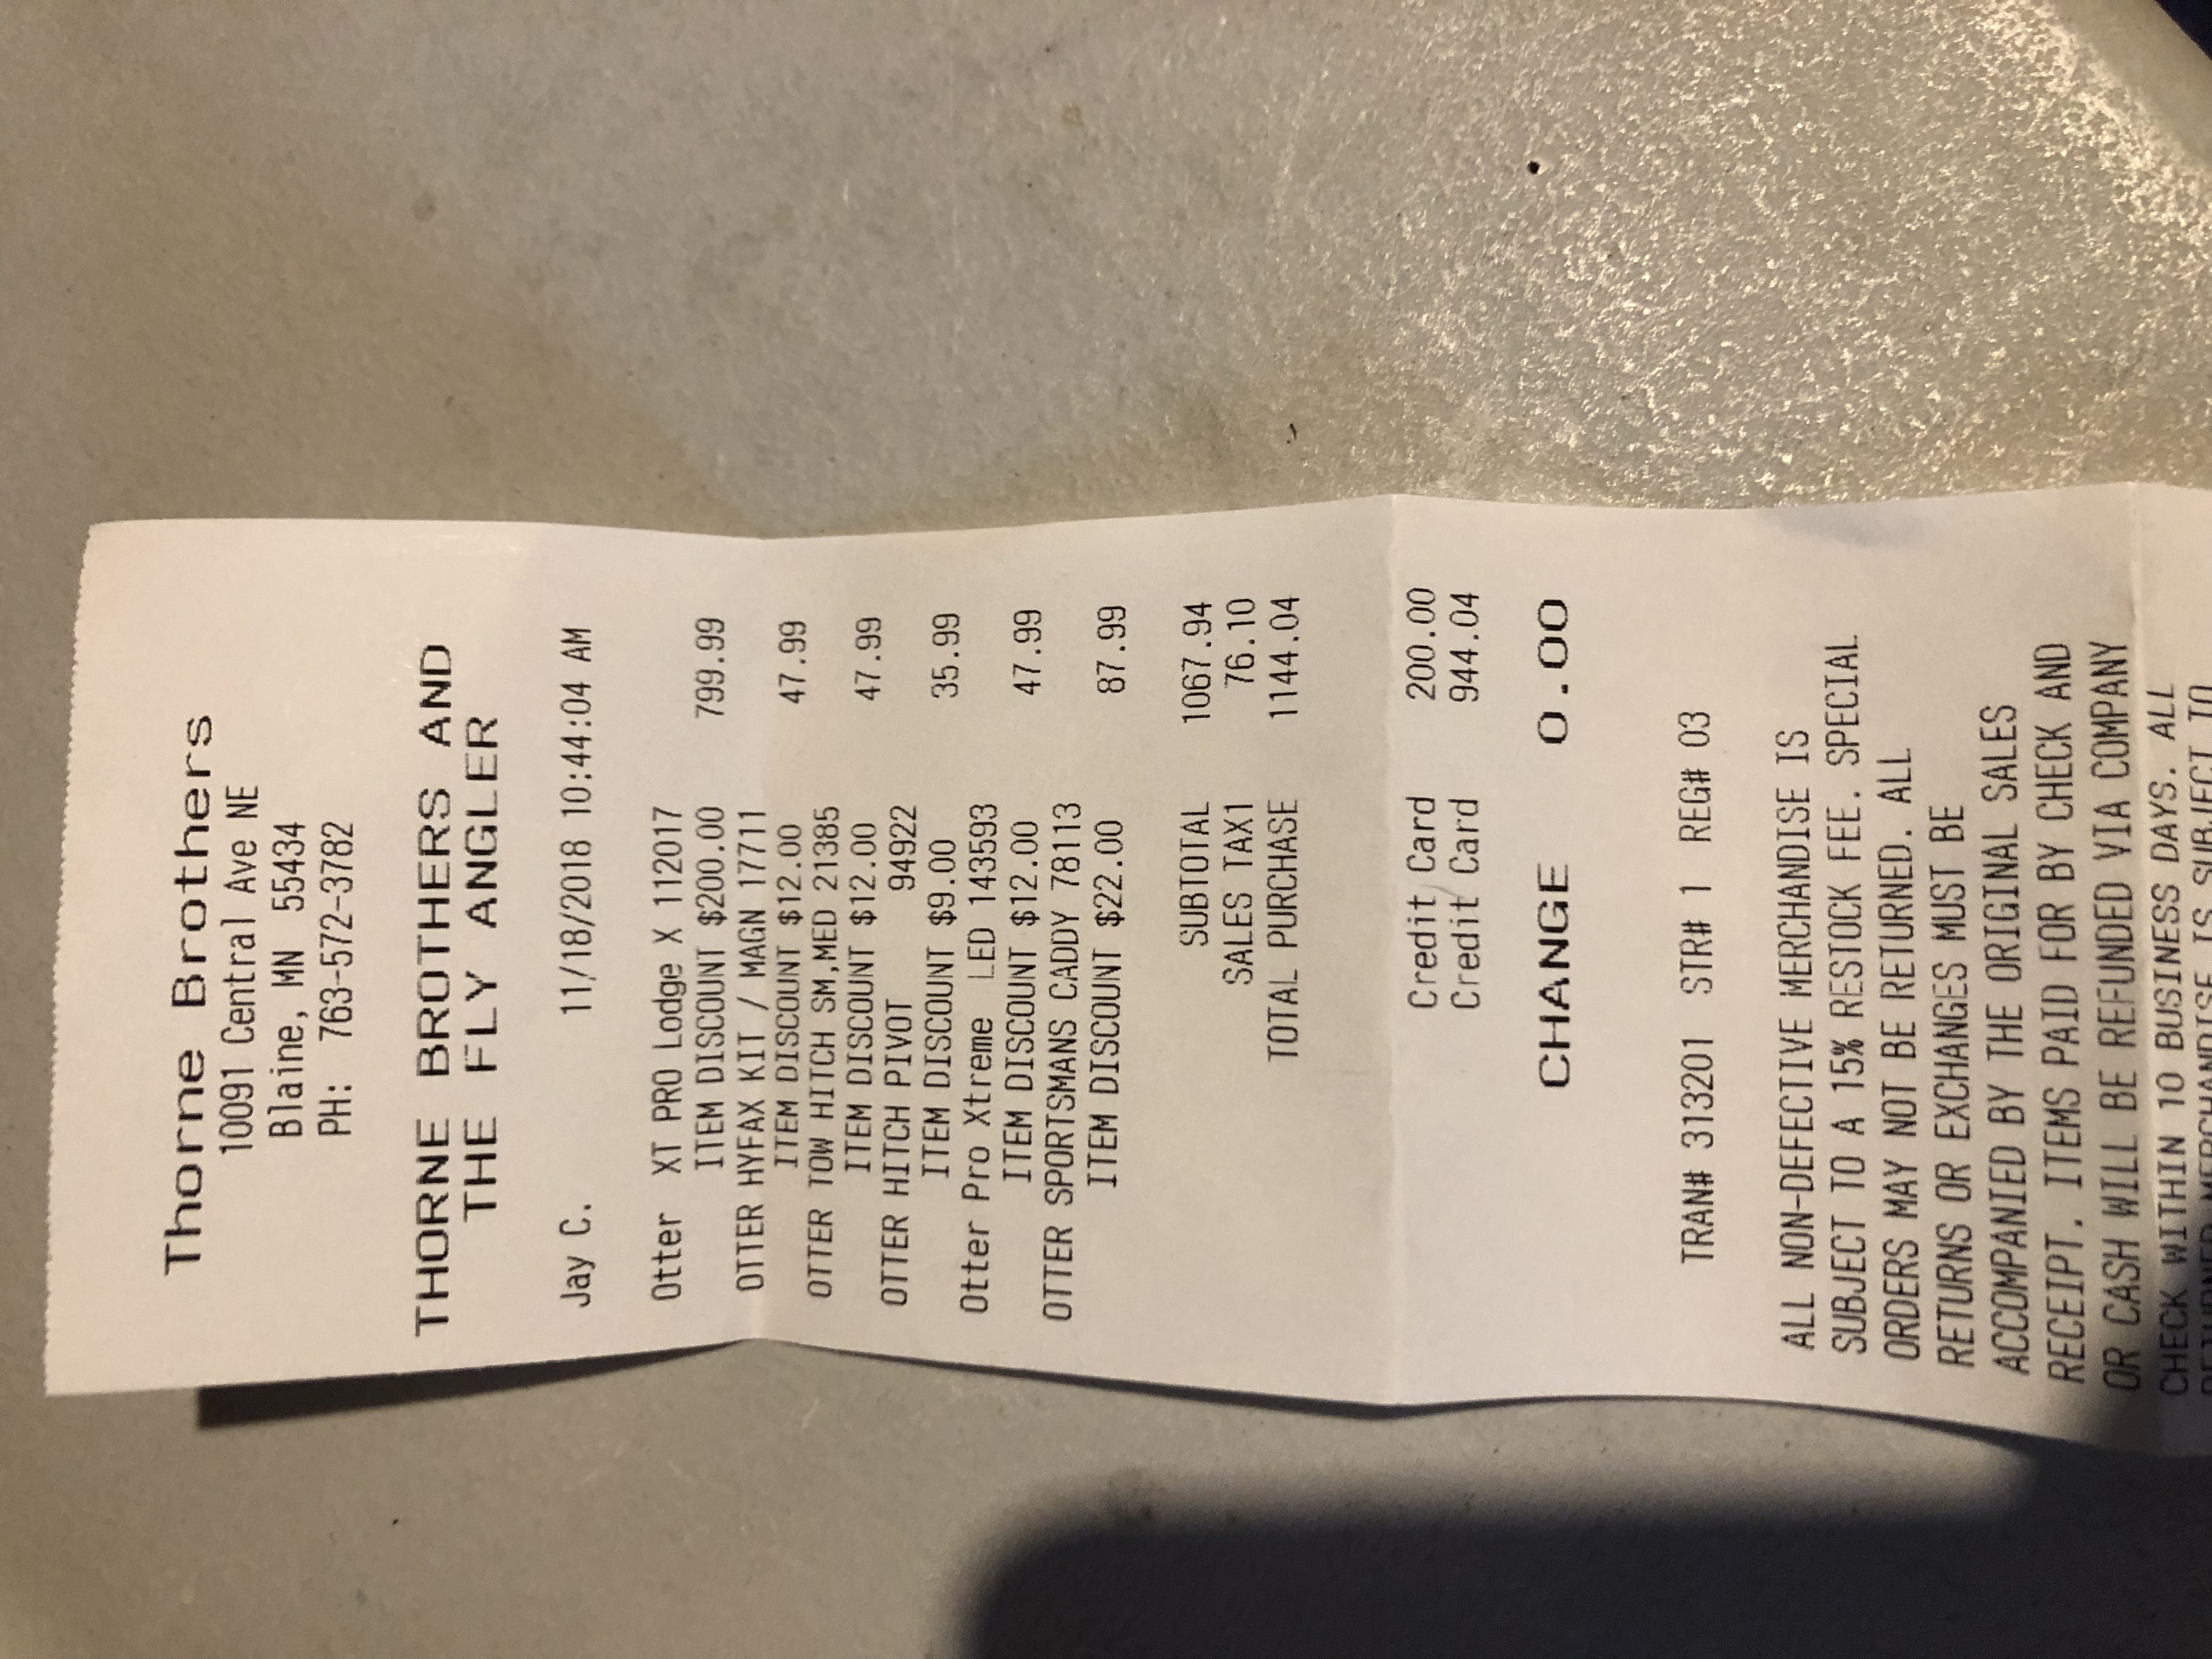 Thorne Brothers
10091 Central Ave NE
Blaine, MN 55434
PH: 763-572-3782
THORNE BROTHERS AND
THE FLY ANGLER
Jay C. 11/18/2018 10:44:04 AM
Otter XT PRO Lodge X 112017
ITEM DISCOUNT $200.00 799.99
OTTER HYFAX KIT / MAGN 17711
ITEM DISCOUNT $12.00 47.99
OTTER TOW HITCH SM,MED 21385
ITEM DISCOUNT $12.00 47.99
OTTER HITCH PIVOT 94922
ITEM DISCOUNT $9.00 35.99
Otter Pro Xtreme LED 143593
ITEM DISCOUNT $12.00 47.99
OTTER SPORTSMANS CADDY 78113
ITEM DISCOUNT $22.00 87.99
SUBTOTAL 1067.94
SALES TAX1 76.10
TOTAL PURCHASE 1144.04
Credit Card 200.00
Credit Card 944.04
CHANGE 0.00
TRAN# 313201 STR# 1 REG# 03
ALL NON-DEFECTIVE MERCHANDISE IS
SUBJECT TO A 15% RESTOCK FEE. SPECIAL
ORDERS MAY NOT BE RETURNED. ALL
RETURNS OR EXCHANGES MUST BE
ACCOMPANIED BY THE ORIGINAL SALES
RECEIPT. ITEMS PAID FOR BY CHECK AND
OR CASH WILL BE REFUNDED VIA COMPANY
CHECK WITHIN 10 BUSINESS DAYS. ALL
RETURNED MERCHANDISE IS SUBJECT TO